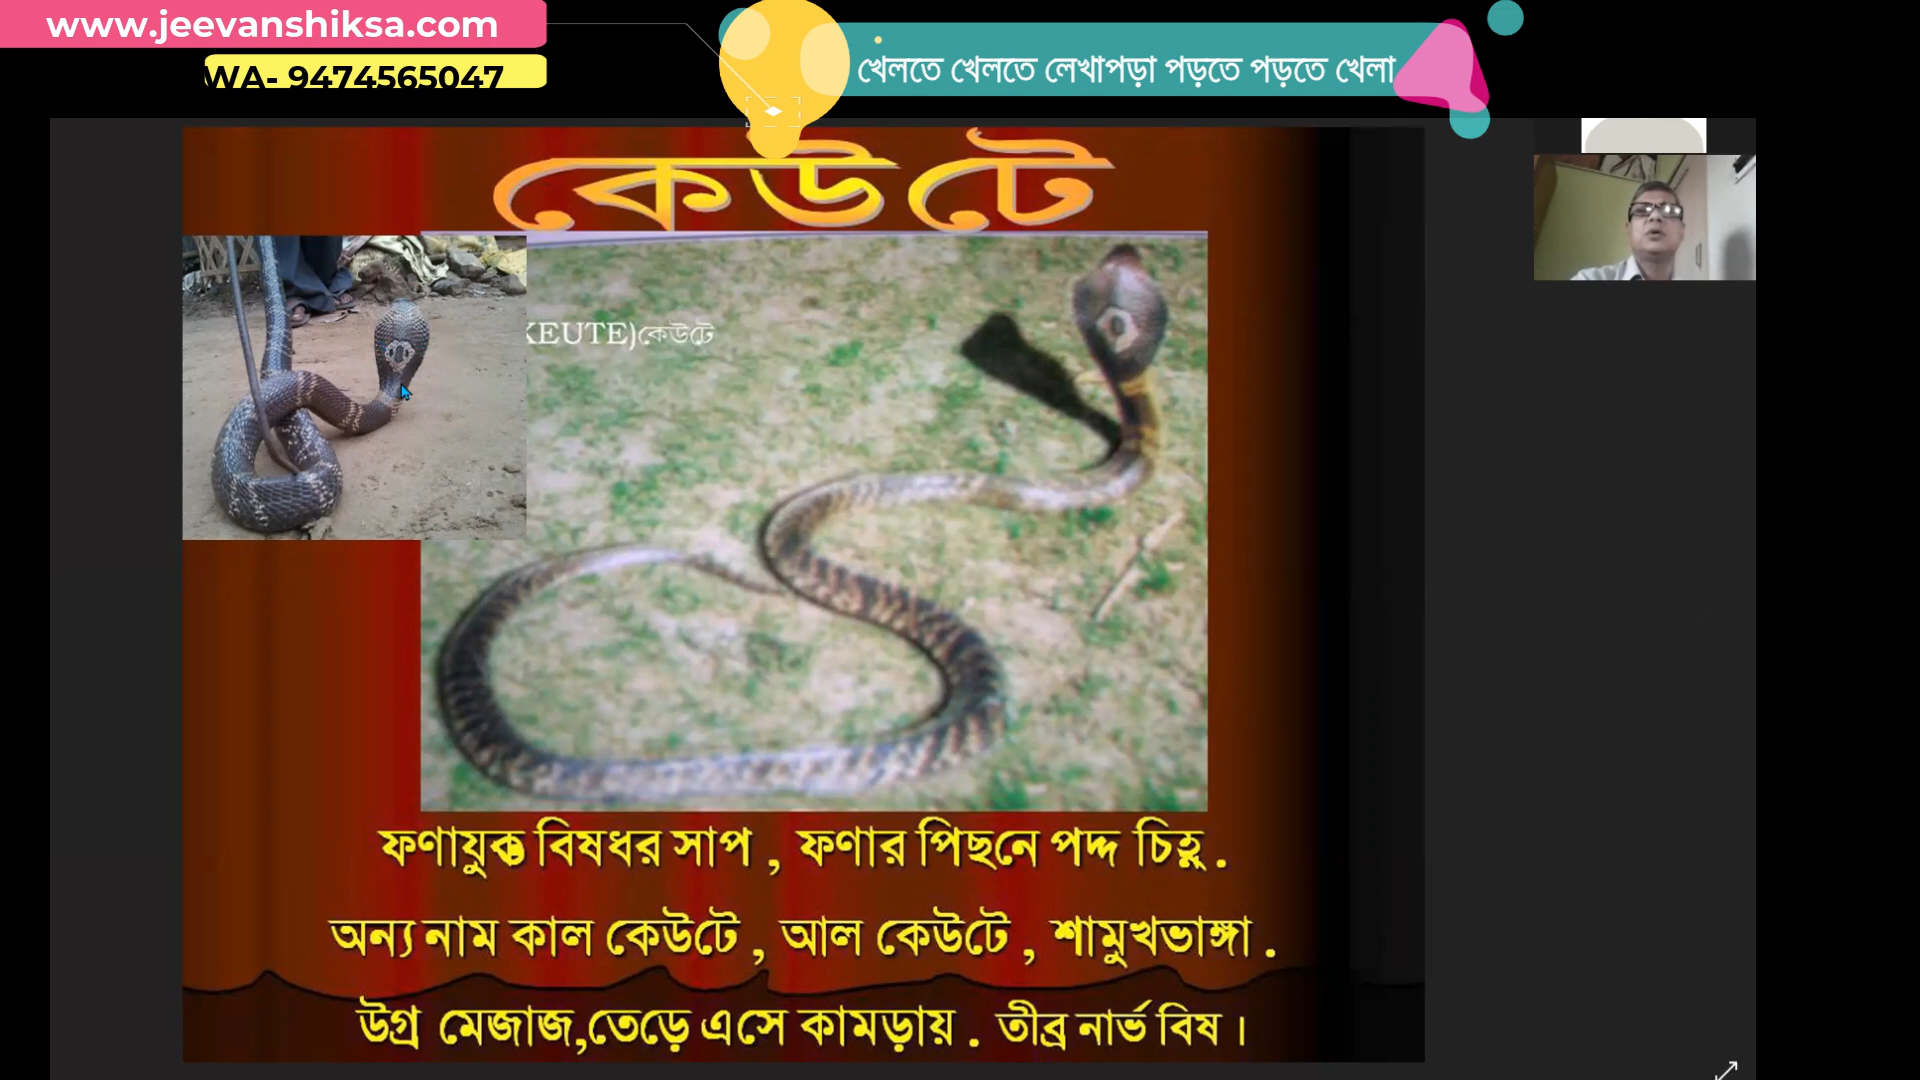 www.jeevanshiksa.com
WA- 9474565047
খেলতে খেলতে লেখাপড়া পড়তে পড়তে খেলা
কেউটে
KEUTE)কেউটে
ফণাযুক্ত বিষধর সাপ , ফণার পিছনে পদ্দ চিহ্ণ .
অন্য নাম কাল কেউটে , আল কেউটে , শামুখভাঙ্গা .
উগ্র মেজাজ,তেড়ে এসে কামড়ায় . তীব্র নার্ভ বিষ ।